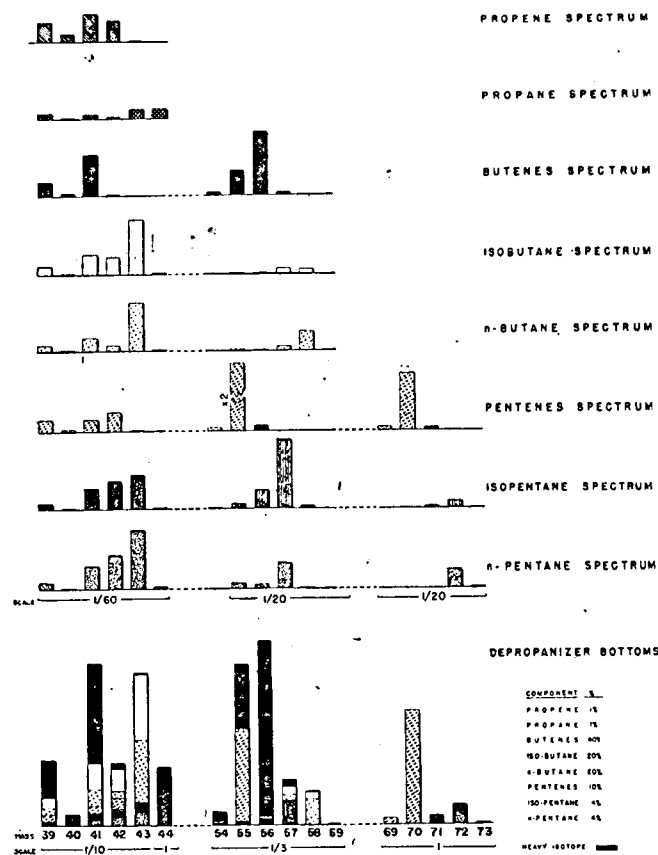 PROPENE SPECTRUM
PROPANE SPECTRUM
BUTENES SPECTRUM
ISOBUTANE SPECTRUM
n-BUTANE SPECTRUM
x2
PENTENES SPECTRUM
ISOPENTANE SPECTRUM
n-PENTANE SPECTRUM
SCALE 1/60 1/20 1/20
DEPROPANIZER BOTTOMS
COMPONENT %
PROPENE 1%
PROPANE 1%
BUTENES 40%
ISO-BUTANE 20%
n-BUTANE 20%
PENTENES 10%
ISO-PENTANE 4%
n-PENTANE 4%
MASS 39 40 41 42 43 44 54 55 56 57 58 59 69 70 71 72 73
SCALE 1/10 1 1/3 1
HEAVY ISOTOPE